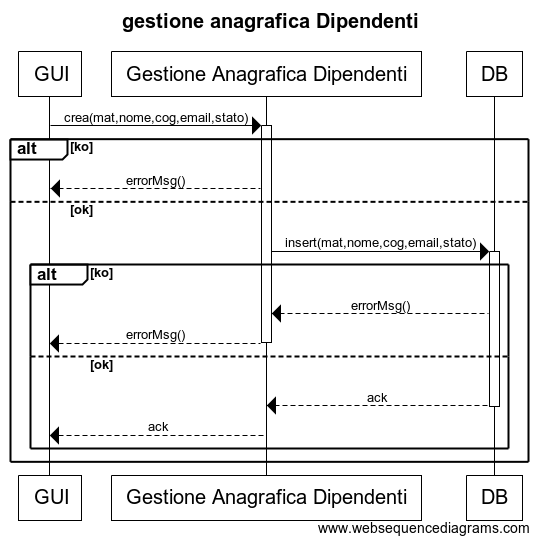 gestione anagrafica Dipendenti
GUI
Gestione Anagrafica Dipendenti
DB
crea(mat,nome,cog,email,stato)
alt
[ko]
errorMsg()
[ok]
insert(mat,nome,cog,email,stato)
alt
[ko]
errorMsg()
errorMsg()
[ok]
ack
ack
GUI
Gestione Anagrafica Dipendenti
DB
www.websequencediagrams.com